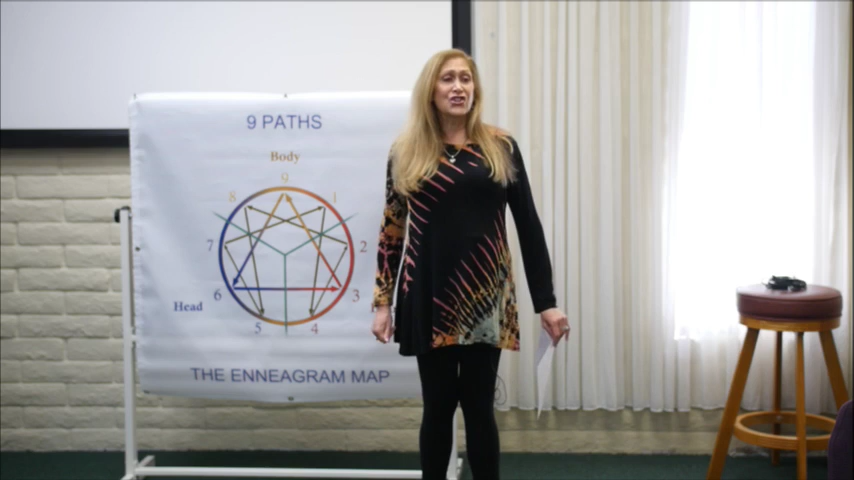 9 PATHS
Body
9
8 1
7 2
6 3
Head
5 4
THE ENNEAGRAM MAP